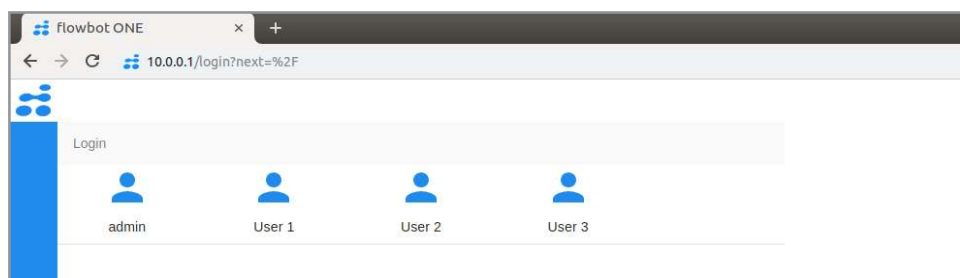 flowbot ONE
10.0.0.1/login?next=%2F
Login
admin User 1 User 2 User 3